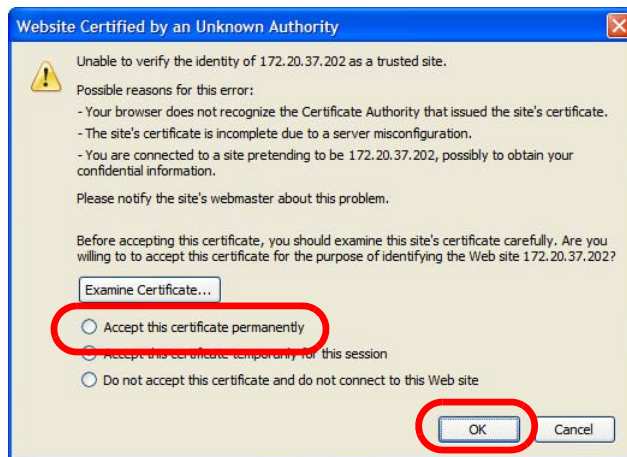 Website Certified by an Unknown Authority
Unable to verify the identity of 172.20.37.202 as a trusted site.
Possible reasons for this error:
- Your browser does not recognize the Certificate Authority that issued the site's certificate.
- The site's certificate is incomplete due to a server misconfiguration.
- You are connected to a site pretending to be 172.20.37.202, possibly to obtain your
confidential information.
Please notify the site's webmaster about this problem.
Before accepting this certificate, you should examine this site's certificate carefully. Are you
willing to to accept this certificate for the purpose of identifying the Web site 172.20.37.202?
Examine Certificate...
Accept this certificate permanently
Accept this certificate temporarily for this session
Do not accept this certificate and do not connect to this Web site
OK
Cancel